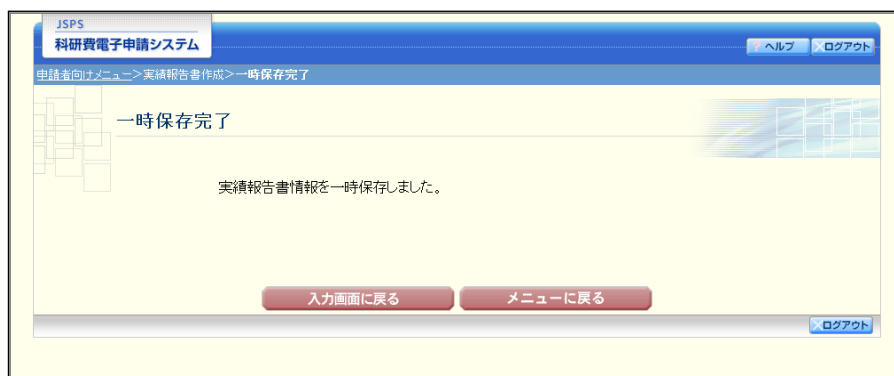 JSPS
科研費電子申請システム
? ヘルプ ×ログアウト
申請者向けメニュー>実績報告書作成>一時保存完了
一時保存完了
実績報告書情報を一時保存しました。
入力画面に戻る メニューに戻る
×ログアウト